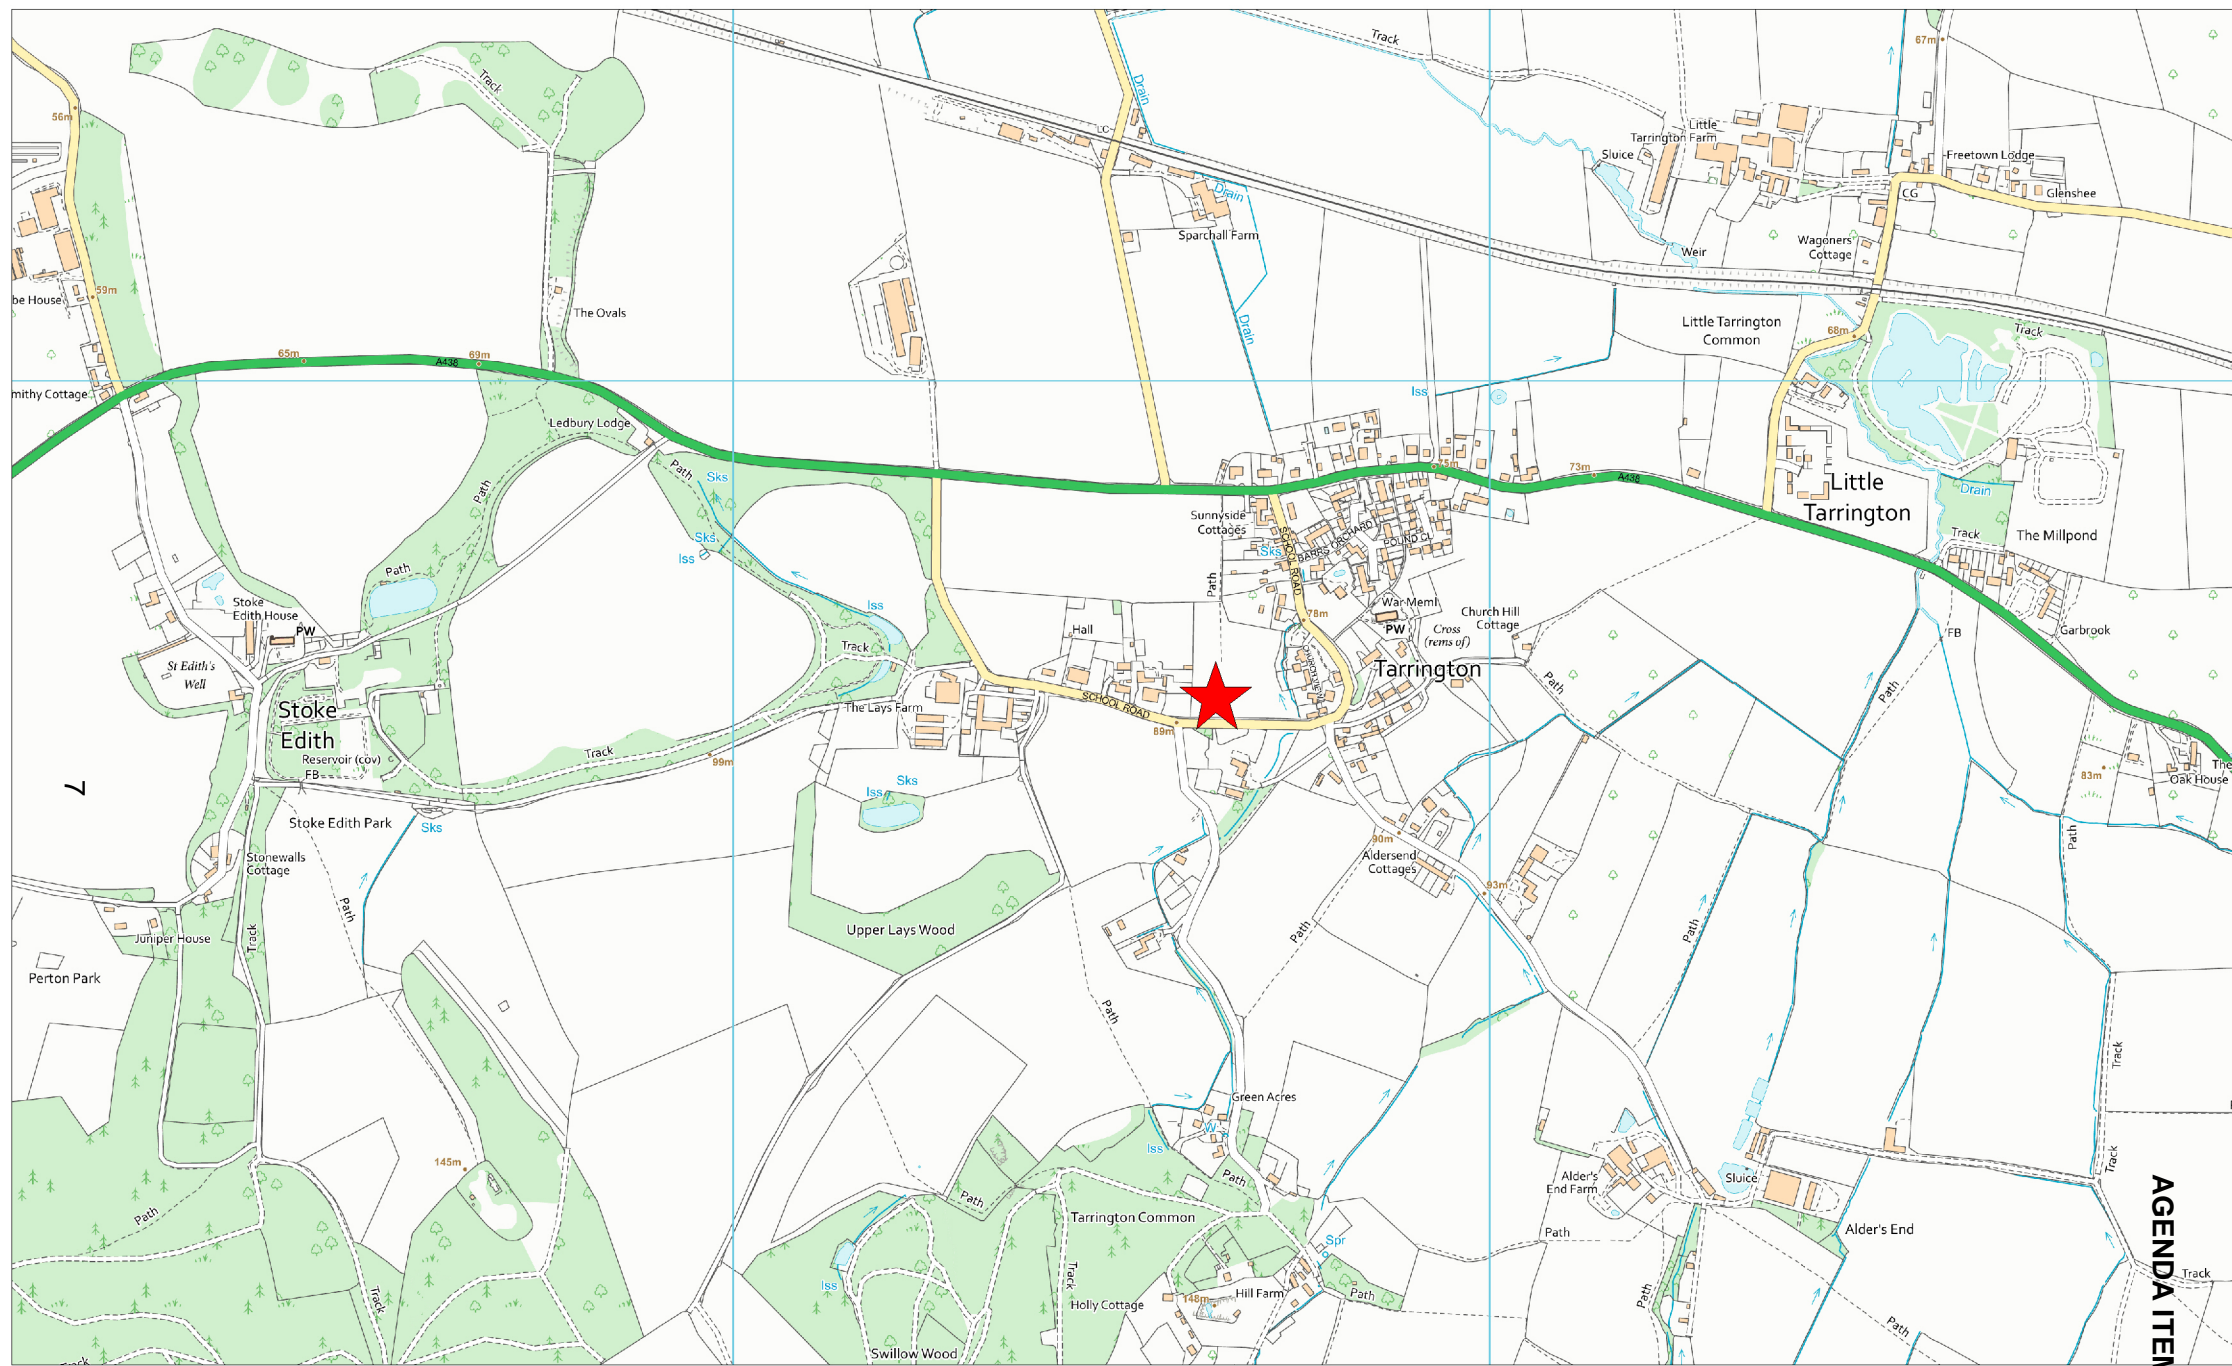 Track
67m
56m
Track
Drain
LC
Little
Tarrington Farm
Sluice
Freetown Lodge
CG
Glenshee
Drain
Sparchall Farm
Wagoners'
Cottage
Weir
be House
59m
The Ovals
Drain
Little Tarrington
Common
68m
Track
65m
A438
69m
mithy Cottage
Iss
Ledbury Lodge
Path
Sks
75m
73m
A438
Little
Tarrington
Drain
Path
Sunnyside
Cottages
Sks
SCHOOL ROAD
BARRS ORCHARD
POUND CL
Sks
Iss
Track
The Millpond
Path
Path
Stoke
Edith House
PW
Iss
Hall
78m
War Meml
PW
Cross
(rems of)
Church Hill
Cottage
FB
Garbrook
St Edith's
Well
Track
Tarrington
Path
Path
Stoke
Edith
The Lays Farm
SCHOOL ROAD
89m
Reservoir (cov)
FB
Track
99m
7
Sks
Iss
83m
The
Oak House
Stoke Edith Park
Sks
90m
Aldersend
Cottages
Path
Stonewalls
Cottage
93m
Path
Path
Path
Juniper House
Track
Upper Lays Wood
Perton Park
Path
Track
Green Acres
W
Iss
145m
Path
Path
Alder's
End Farm
Sluice
Track
Path
Tarrington Common
Path
Alder's End
Spr
Iss
Track
Holly Cottage
148m
Hill Farm
Path
Path
Track
Track
Path
Swillow Wood
Track
AGENDA ITEM